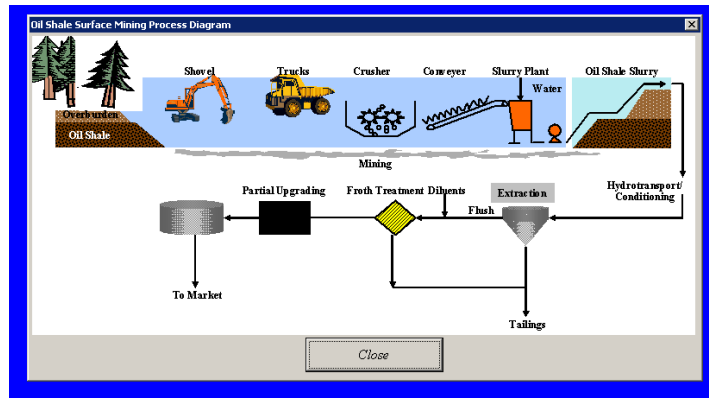 Oil Shale Surface Mining Process Diagram
Shovel
Trucks
Crusher
Conveyer
Slurry Plant
Oil Shale Slurry
Water
Overburden
Oil Shale
Mining
Hydrotransport/
Conditioning
Partial Upgrading
Froth Treatment
Diluents
Extraction
Flush
To Market
Tailings
Close